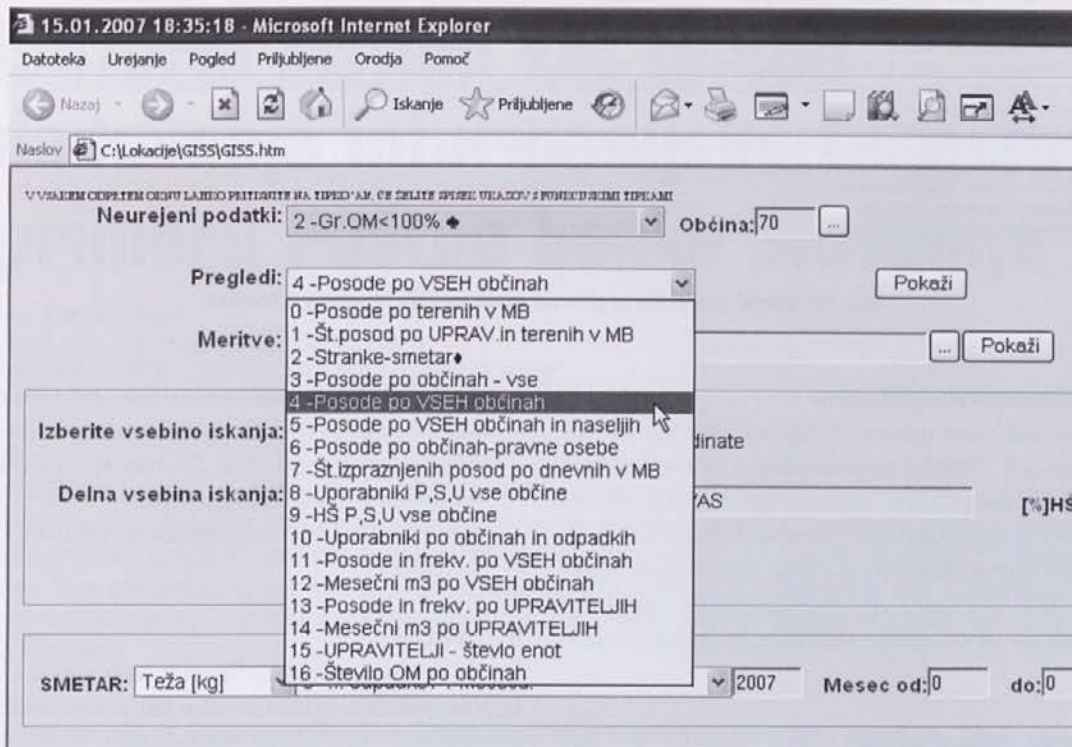 15.01.2007 18:35:18 - Microsoft Internet Explorer
Datoteka Urejanje Pogled Priljubljene Orodja Pomoč
Nazaj Iskanje Priljubljene
Naslov C:\Lokacije\GISS\GISS.htm
V VSAKEM
Neurejeni podatki: 2 -Gr.OM<100% ♠ Občina: 70 ...
Pregledi: 4 -Posode po VSEH občinah Pokaži
0 -Posode po terenih v MB
1 -Št.posod po UPRAV.in terenih v MB
Meritve: ... Pokaži
2 -Stranke-smetar♦
3 -Posode po občinah - vse
4 -Posode po VSEH občinah
5 -Posode po VSEH občinah in naseljih
Izberite vsebino iskanja: dinate
6 -Posode po občinah-pravne osebe
7 -Št.izpraznjenih posod po dnevnih v MB
Delna vsebina iskanja: 8 -Uporabniki P,S,U vse občine YAS [%]HŠ
9 -HŠ P,S,U vse občine
10 -Uporabniki po občinah in odpadkih
11 -Posode in frekv. po VSEH občinah
12 -Mesečni m3 po VSEH občinah
13 -Posode in frekv. po UPRAVITELJIH
14 -Mesečni m3 po UPRAVITELJIH
15 -UPRAVITELJI - števlo enot
16 -Število OM po občinah
SMETAR: Teža [kg] 2007 Mesec od: 0 do: 0